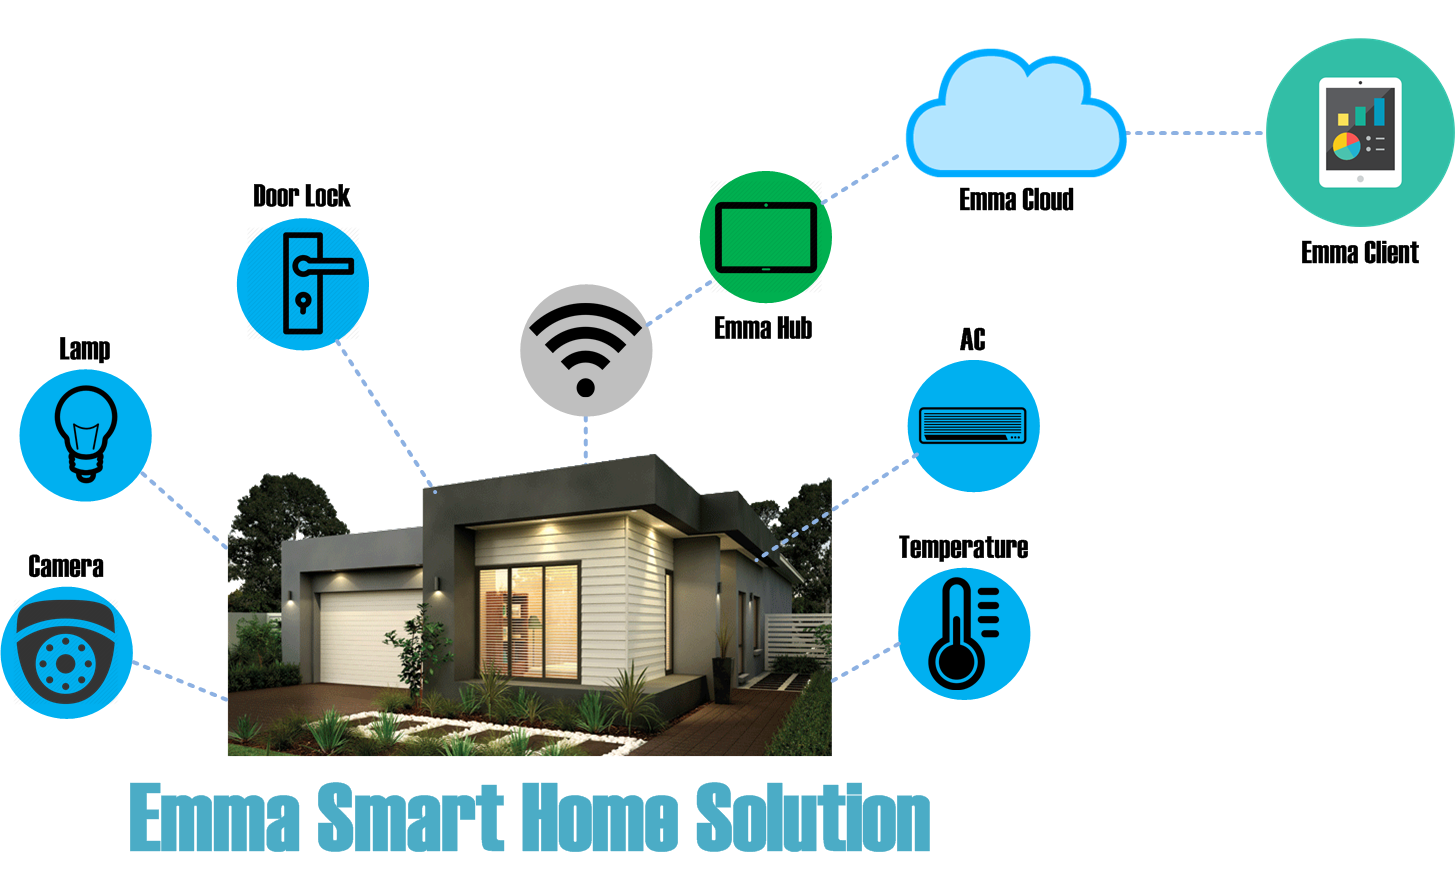 Emma Cloud
Door Lock
Emma Client
Emma Hub
Lamp
AC
Temperature
Camera
Emma Smart Home Solution